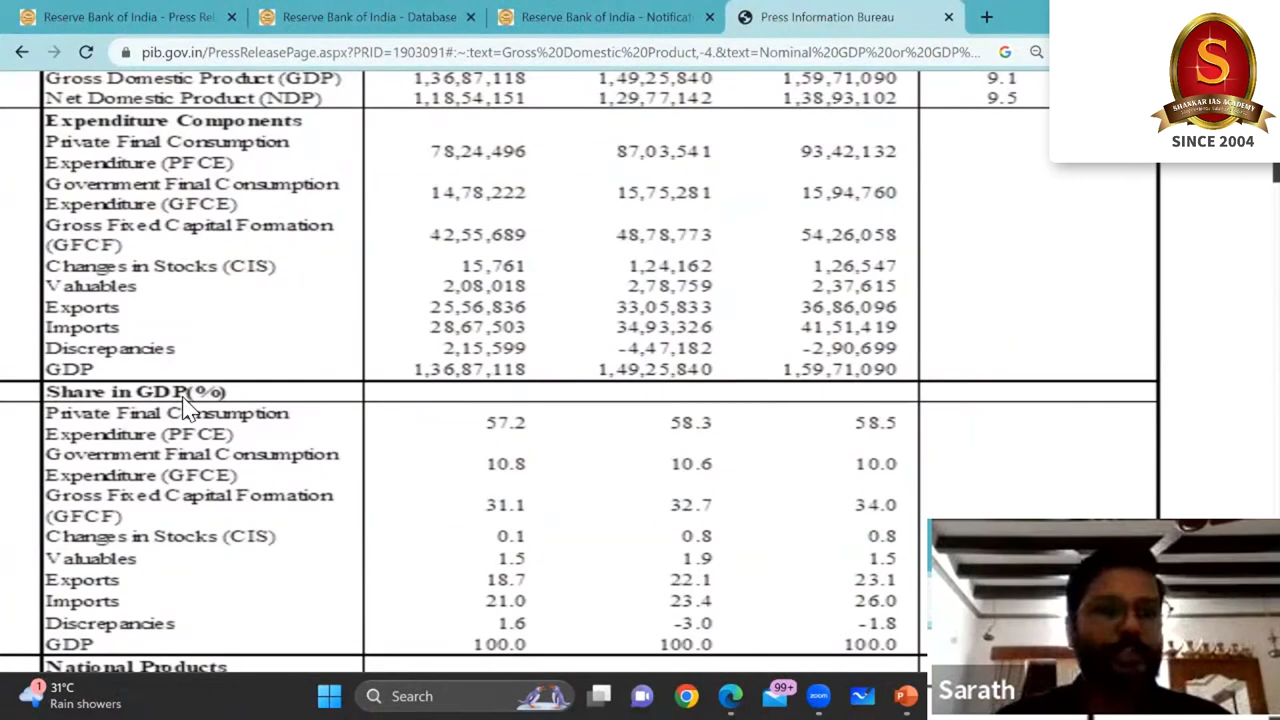 Reserve Bank of India - Press Rel
Reserve Bank of India - Database
Reserve Bank of India - Notificat
Press Information Bureau
pib.gov.in/PressReleasePage.aspx?PRID=1903091#:~:text=Gross%20Domestic%20Product,-4.&text=Nominal%20GDP%20or%20GDP%...
S
SHANKAR IAS ACADEMY
SINCE 2004
Gross Domestic Product (GDP) 1,36,87,118 1,49,25,840 1,59,71,090 9.1
Net Domestic Product (NDP) 1,18,54,151 1,29,77,142 1,38,93,102 9.5
Expenditure Components
Private Final Consumption
Expenditure (PFCE) 78,24,496 87,03,541 93,42,132
Government Final Consumption
Expenditure (GFCE) 14,78,222 15,75,281 15,94,760
Gross Fixed Capital Formation
(GFCF) 42,55,689 48,78,773 54,26,058
Changes in Stocks (CIS) 15,761 1,24,162 1,26,547
Valuables 2,08,018 2,78,759 2,37,615
Exports 25,56,836 33,05,833 36,86,096
Imports 28,67,503 34,93,326 41,51,419
Discrepancies 2,15,599 -4,47,182 -2,90,699
GDP 1,36,87,118 1,49,25,840 1,59,71,090
Share in GDP(%)
Private Final Consumption
Expenditure (PFCE) 57.2 58.3 58.5
Government Final Consumption
Expenditure (GFCE) 10.8 10.6 10.0
Gross Fixed Capital Formation
(GFCF) 31.1 32.7 34.0
Changes in Stocks (CIS) 0.1 0.8 0.8
Valuables 1.5 1.9 1.5
Exports 18.7 22.1 23.1
Imports 21.0 23.4 26.0
Discrepancies 1.6 -3.0 -1.8
GDP 100.0 100.0 100.0
National Products
Sarath
1
31°C
Rain showers
Search
99+
zoom
P